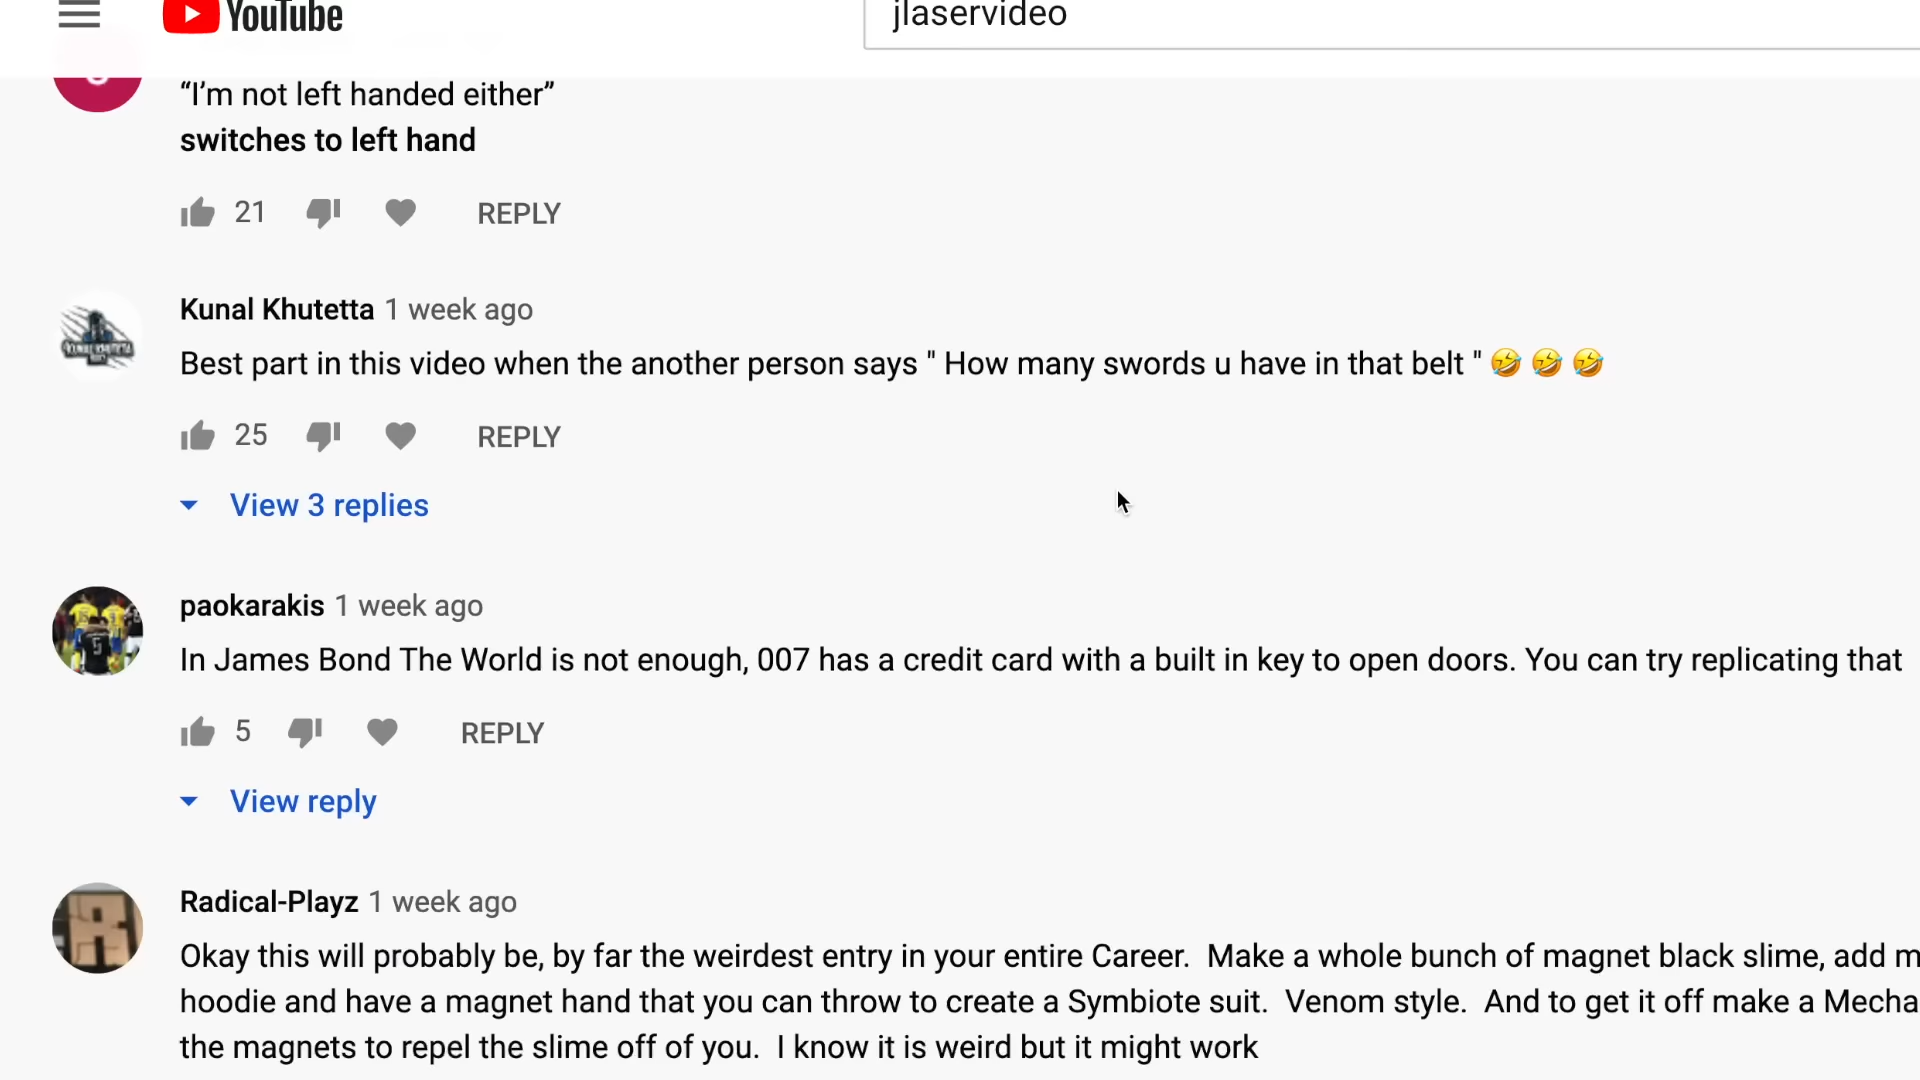 YouTube
jlaservideo
“I’m not left handed either”
switches to left hand
21 REPLY
Kunal Khutetta 1 week ago
Best part in this video when the another person says " How many swords u have in that belt " 🤣 🤣 🤣
25 REPLY
View 3 replies
paokarakis 1 week ago
In James Bond The World is not enough, 007 has a credit card with a built in key to open doors. You can try replicating that
5 REPLY
View reply
Radical-Playz 1 week ago
Okay this will probably be, by far the weirdest entry in your entire Career.  Make a whole bunch of magnet black slime, add m
hoodie and have a magnet hand that you can throw to create a Symbiote suit.  Venom style.  And to get it off make a Mecha
the magnets to repel the slime off of you.  I know it is weird but it might work